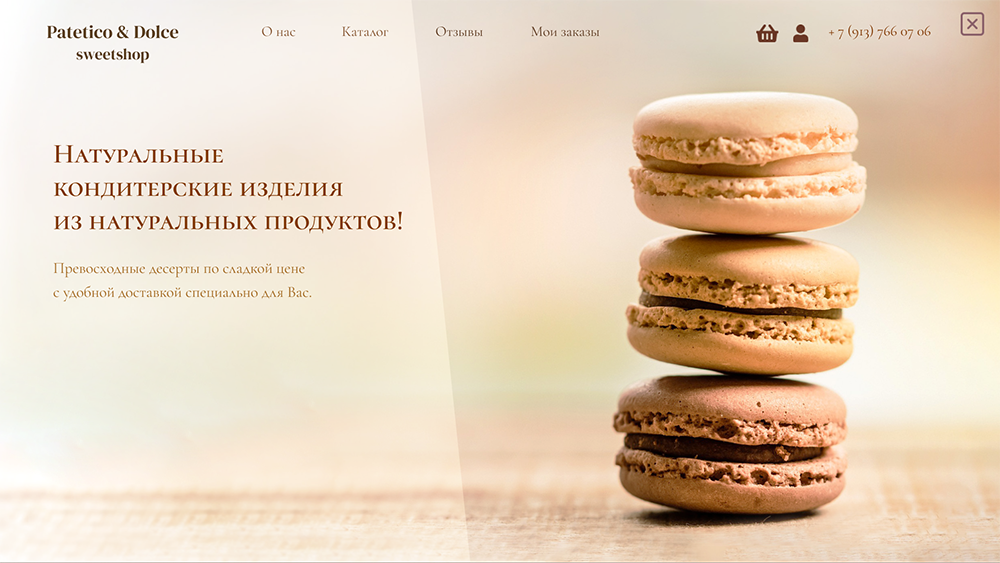 Patetico & Dolce
sweetshop
О нас
Каталог
Отзывы
Мои заказы
+ 7 (913) 766 07 06
Натуральные
кондитерские изделия
из натуральных продуктов!
Превосходные десерты по сладкой цене
с удобной доставкой специально для Вас.